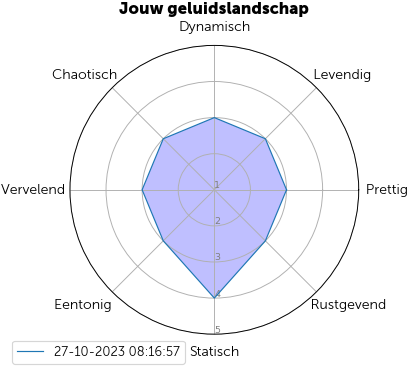 Jouw geluidslandschap
Dynamisch
Chaotisch
Levendig
Vervelend
Prettig
1
2
3
4
5
Eentonig
Rustgevend
27-10-2023 08:16:57
Statisch